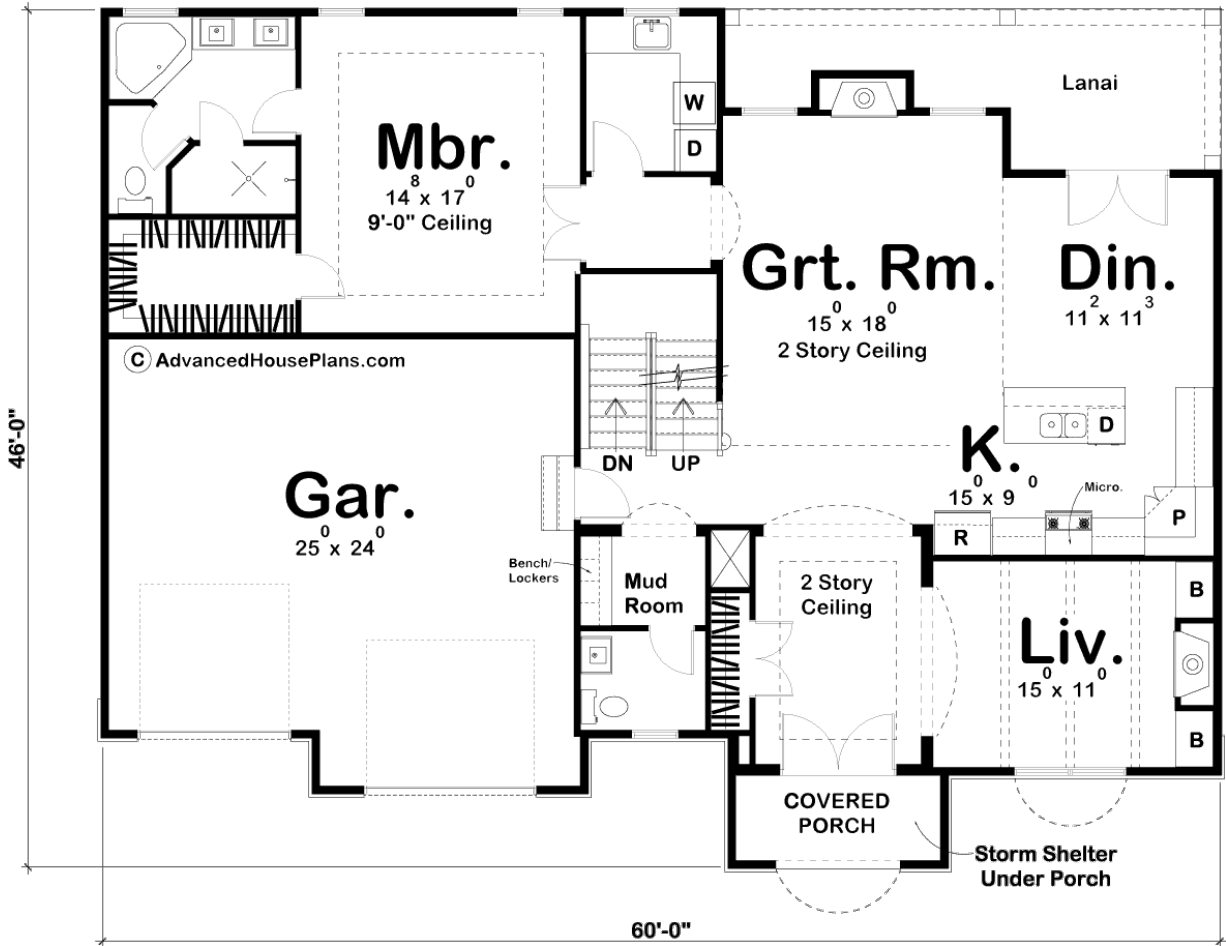 Lanai
W
D
Mbr.
14⁸ x 17⁰
9'-0" Ceiling
Grt. Rm.
15⁰ x 18⁰
2 Story Ceiling
Din.
11² x 11³
© AdvancedHousePlans.com
46'-0"
D
DN
UP
K.
15⁰ x 9⁰
Micro.
R
P
Gar.
25⁰ x 24⁰
Bench/
Lockers
Mud
Room
2 Story
Ceiling
B
Liv.
15⁰ x 11⁰
B
COVERED
PORCH
Storm Shelter
Under Porch
60'-0"